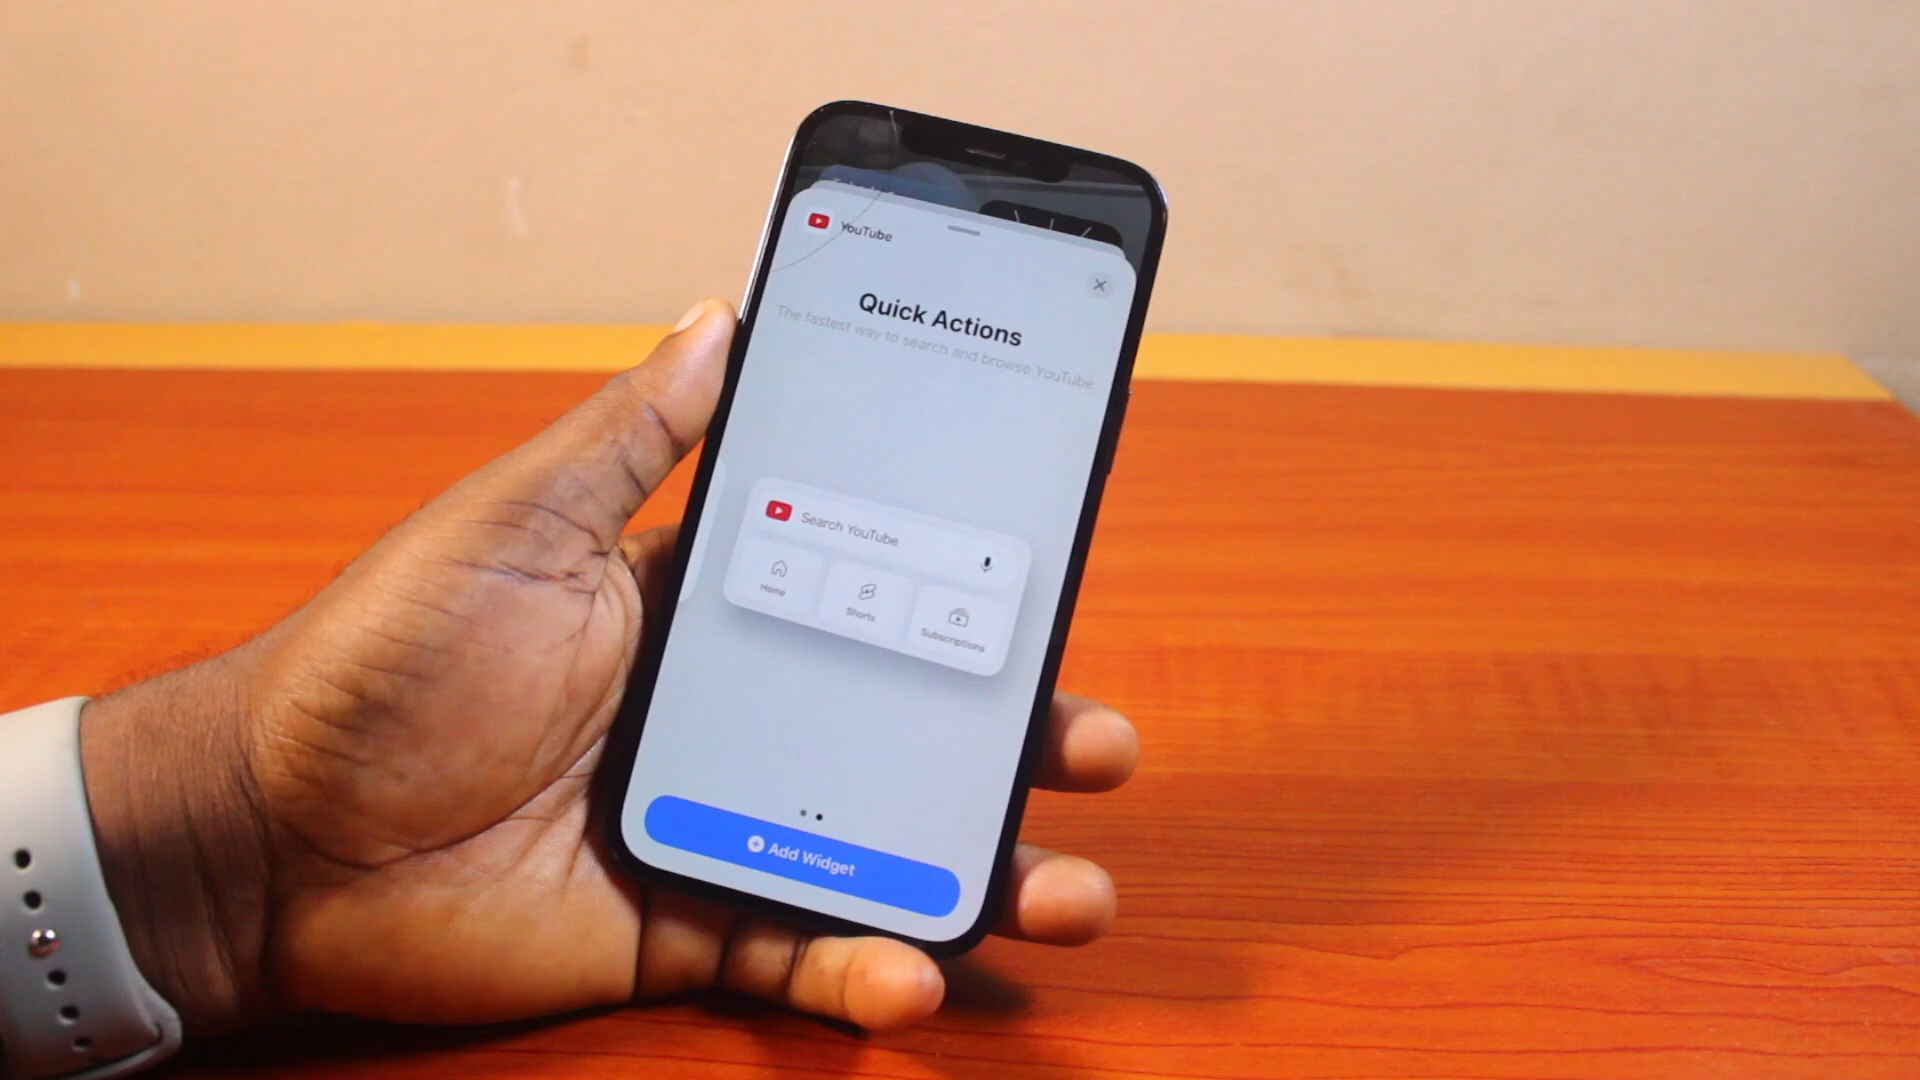 YouTube
Quick Actions
The fastest way to search and browse YouTube
Search YouTube
Home
Shorts
Subscriptions
Add Widget